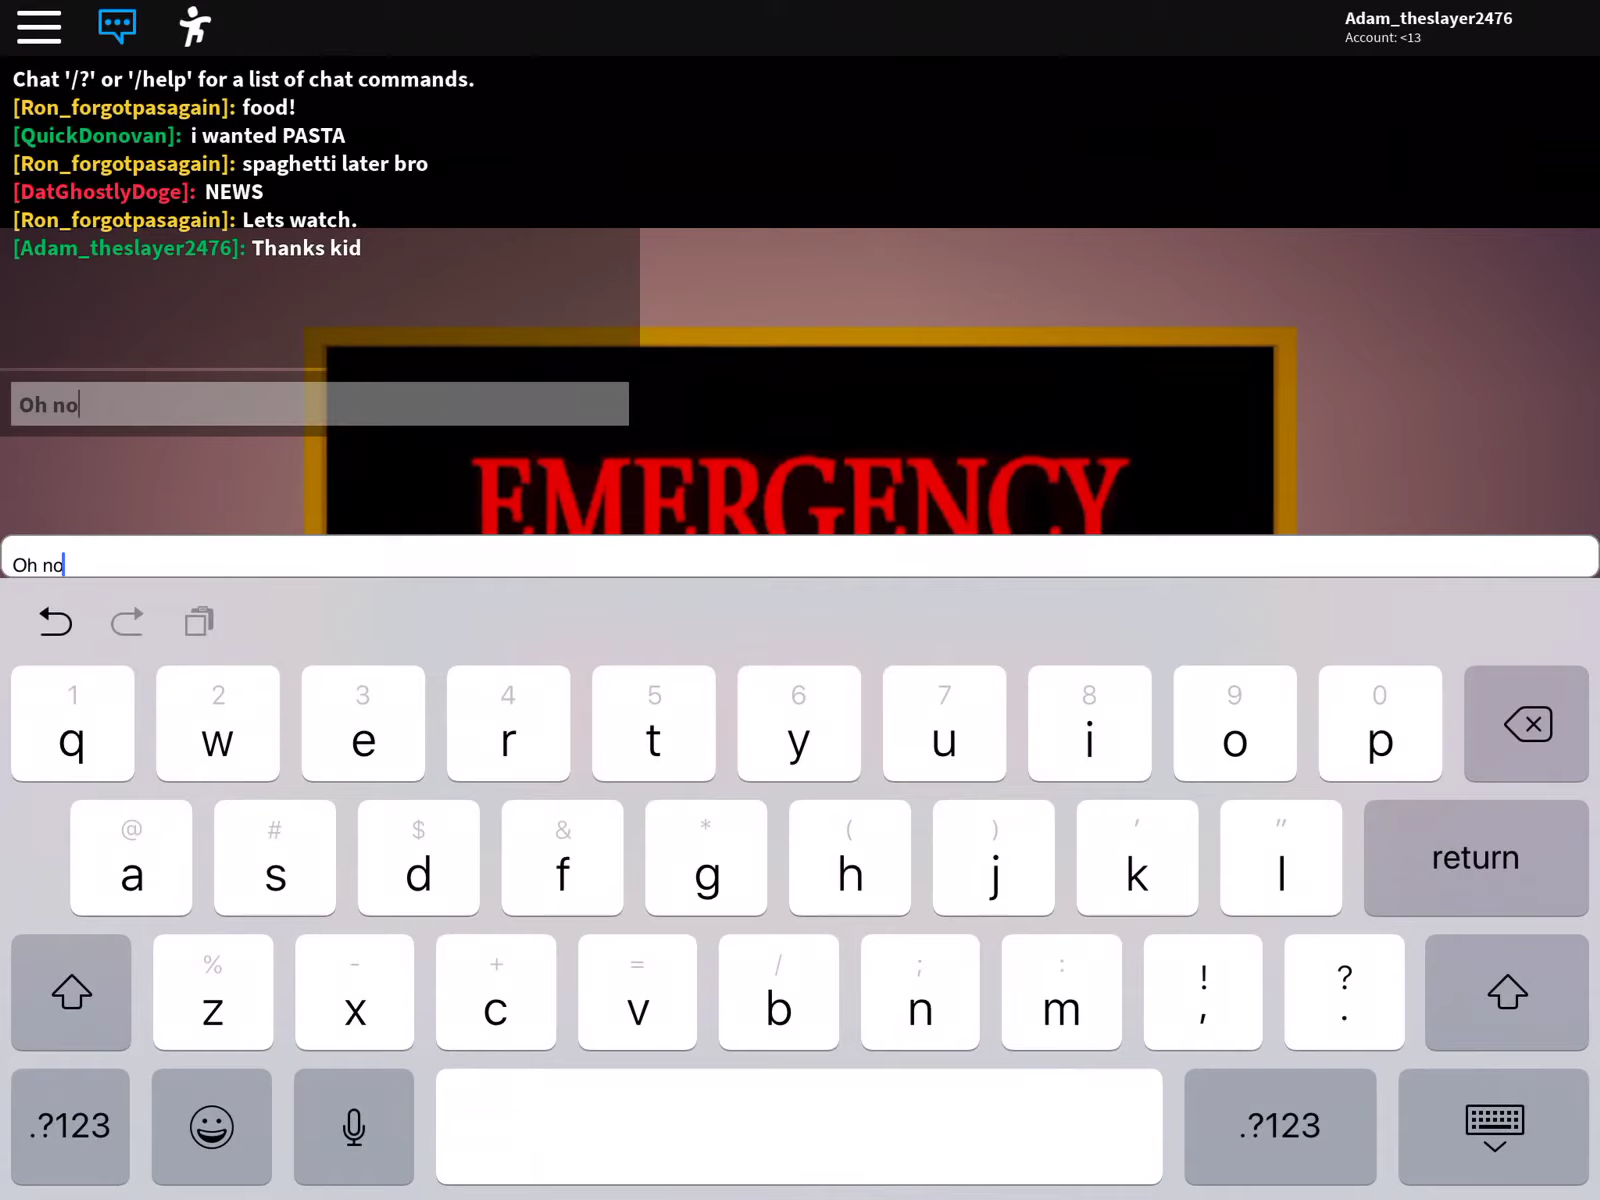 Adam_theslayer2476
Account: <13
Chat '/?' or '/help' for a list of chat commands.
[Ron_forgotpasagain]: food!
[QuickDonovan]: i wanted PASTA
[Ron_forgotpasagain]: spaghetti later bro
[DatGhostlyDoge]: NEWS
[Ron_forgotpasagain]: Lets watch.
[Adam_theslayer2476]: Thanks kid
Oh no
EMERGENCY
Oh no
1 2 3 4 5 6 7 8 9 0
q w e r t y u i o p
@ # $ & * ( ) ' "
a s d f g h j k l return
% - + = / ; : ! ?
z x c v b n m , .
.?123 .?123